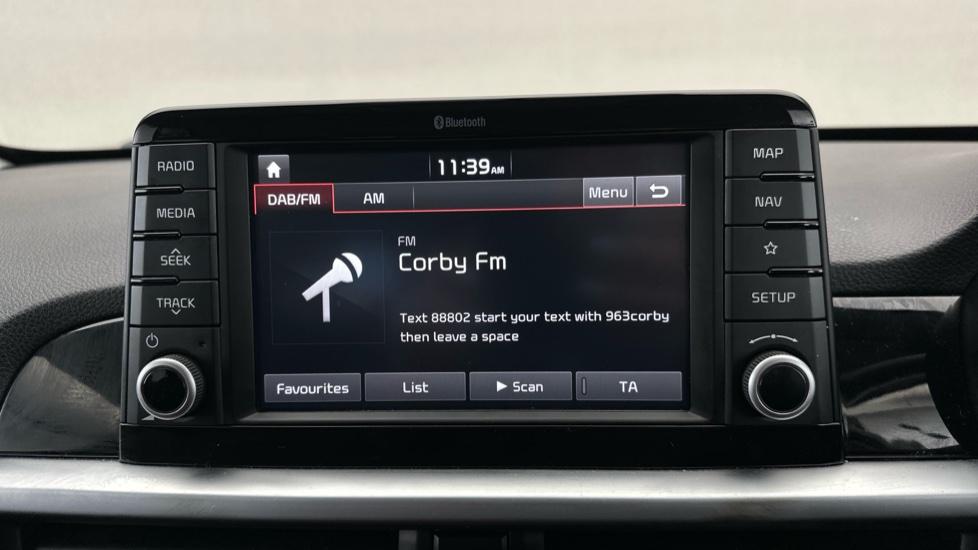 Bluetooth
RADIO
MEDIA
SEEK
TRACK
11:39AM
DAB/FM AM Menu
FM
Corby Fm
Text 88802 start your text with 963corby
then leave a space
Favourites List Scan TA
MAP
NAV
SETUP